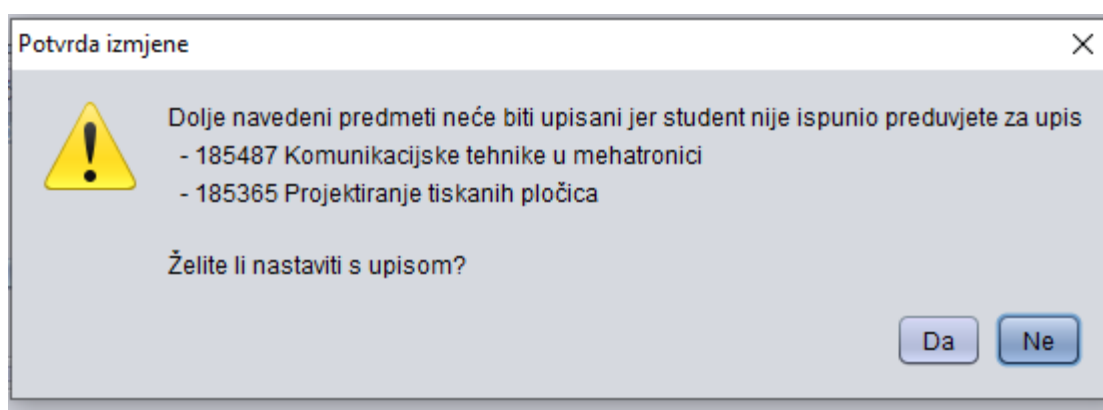 Potvrda izmjene
Dolje navedeni predmeti neće biti upisani jer student nije ispunio preduvjete za upis
- 185487 Komunikacijske tehnike u mehatronici
- 185365 Projektiranje tiskanih pločica
Želite li nastaviti s upisom?
Da
Ne